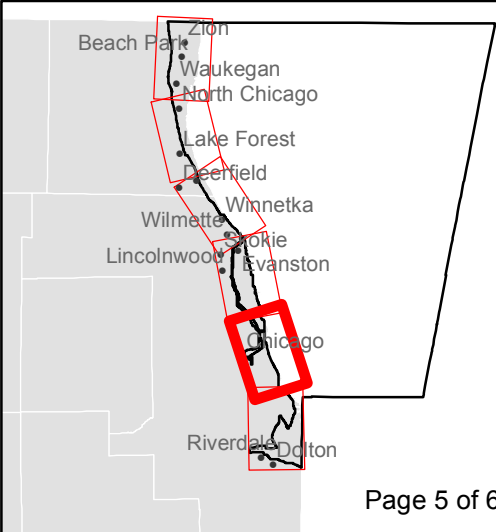 Zion
Beach Park
Waukegan
North Chicago
Lake Forest
Deerfield
Winnetka
Wilmette
Skokie
Lincolnwood
Evanston
Chicago
Riverdale
Dolton
Page 5 of 6